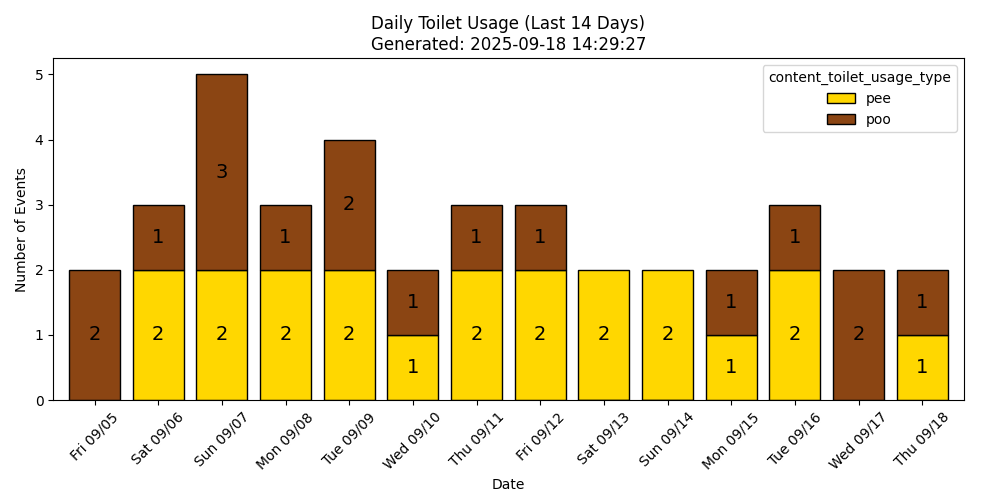 Daily Toilet Usage (Last 14 Days)
Generated: 2025-09-18 14:29:27
content_toilet_usage_type
pee
poo
Number of Events
5
4
3
2
1
0
3
1
1
2
1
1
1
1
1
2
1
2
2
2
2
2
1
2
2
2
2
1
2
2
1
Fri 09/05
Sat 09/06
Sun 09/07
Mon 09/08
Tue 09/09
Wed 09/10
Thu 09/11
Fri 09/12
Sat 09/13
Sun 09/14
Mon 09/15
Tue 09/16
Wed 09/17
Thu 09/18
Date